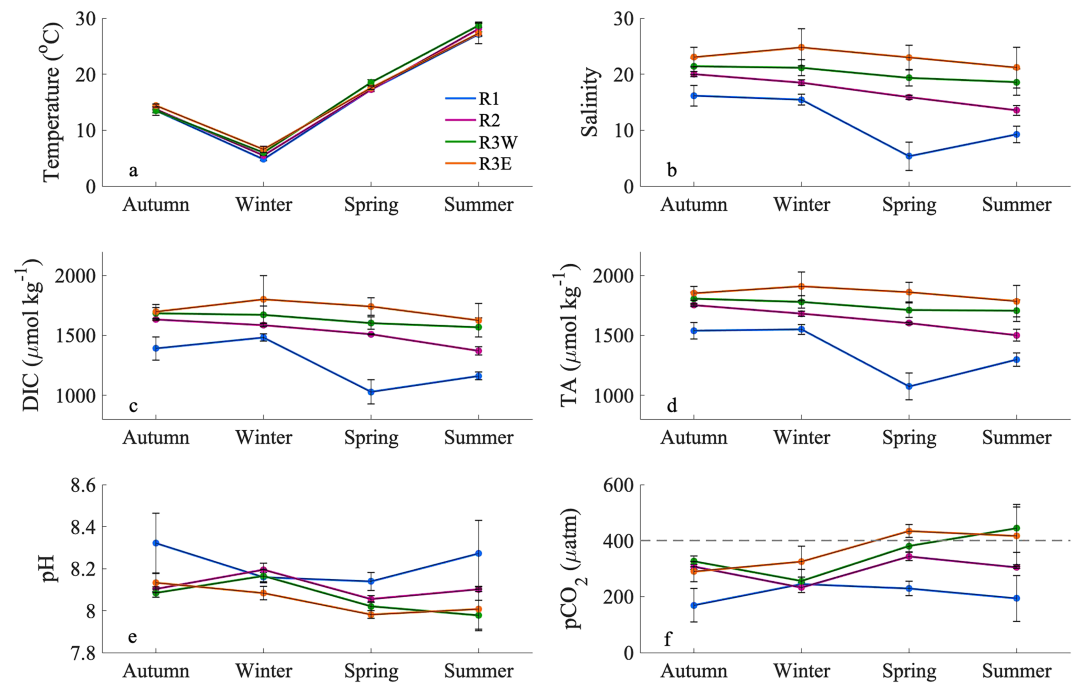 30
20
10
0
Temperature (°C)
a
R1
R2
R3W
R3E
Autumn Winter Spring Summer
30
20
10
0
Salinity
b
Autumn Winter Spring Summer
2000
1500
1000
DIC (μmol kg⁻¹)
c
Autumn Winter Spring Summer
2000
1500
1000
TA (μmol kg⁻¹)
d
Autumn Winter Spring Summer
8.6
8.4
8.2
8
7.8
pH
e
Autumn Winter Spring Summer
600
400
200
0
pCO₂ (μatm)
f
Autumn Winter Spring Summer